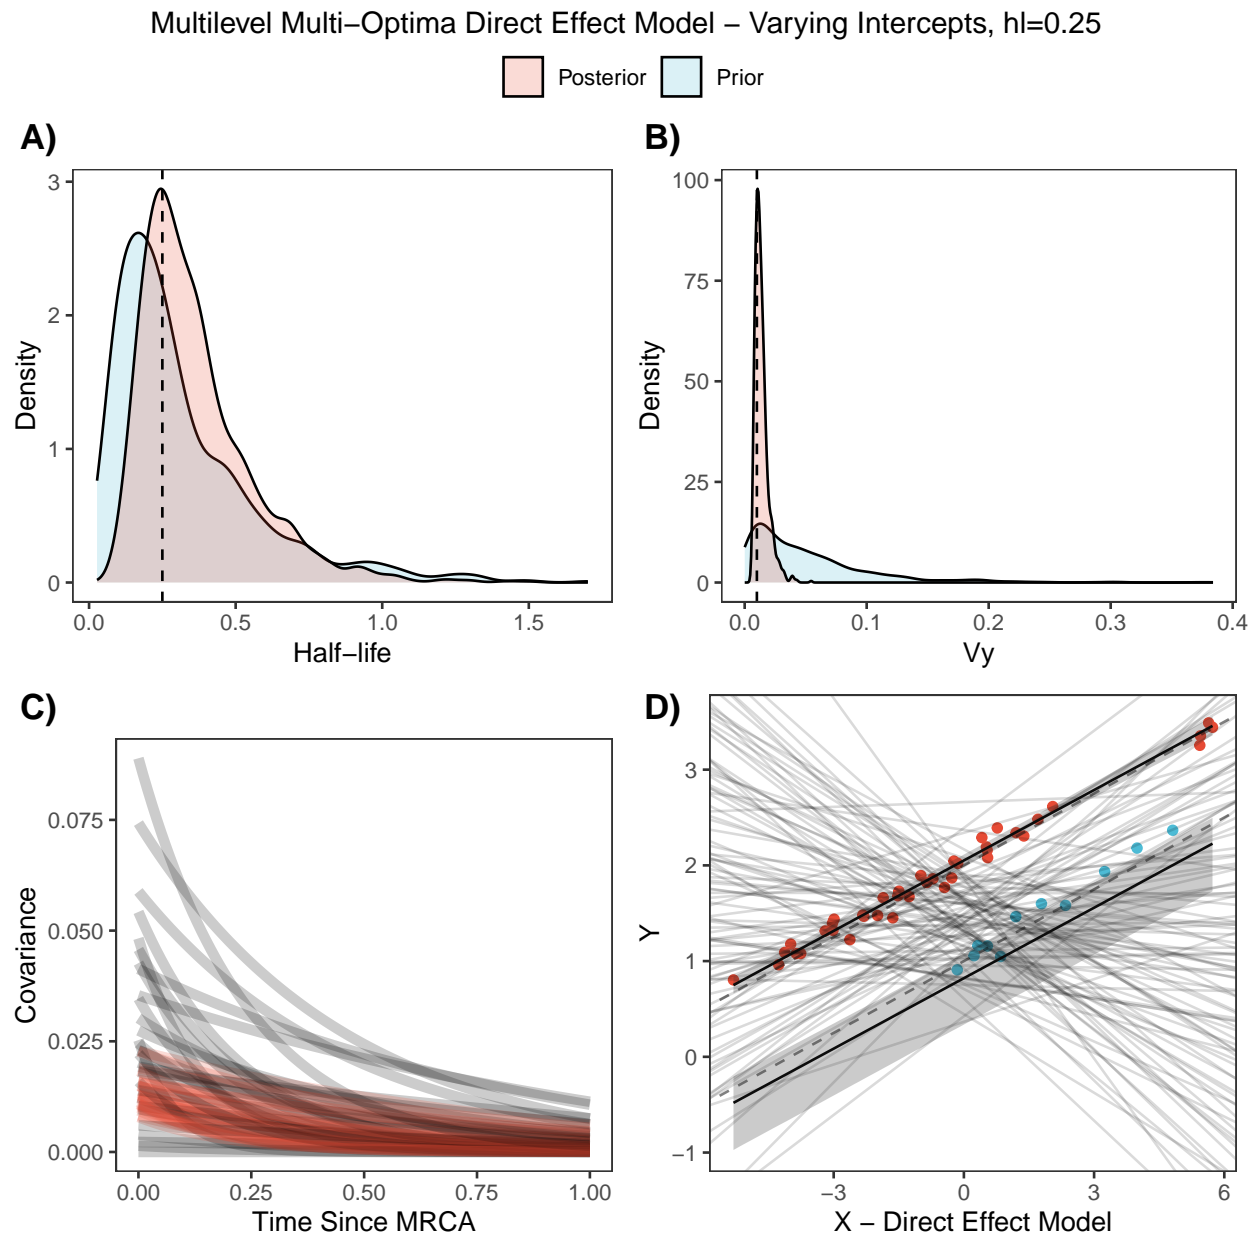 Multilevel Multi−Optima Direct Effect Model − Varying Intercepts, hl=0.25
Posterior Prior
A)
3
2
1
0
Density
0.0 0.5 1.0 1.5
Half−life
B)
100
75
50
25
0
Density
0.0 0.1 0.2 0.3 0.4
Vy
C)
0.075
0.050
0.025
0.000
Covariance
0.00 0.25 0.50 0.75 1.00
Time Since MRCA
D)
3
2
1
0
−1
Y
−3 0 3 6
X − Direct Effect Model